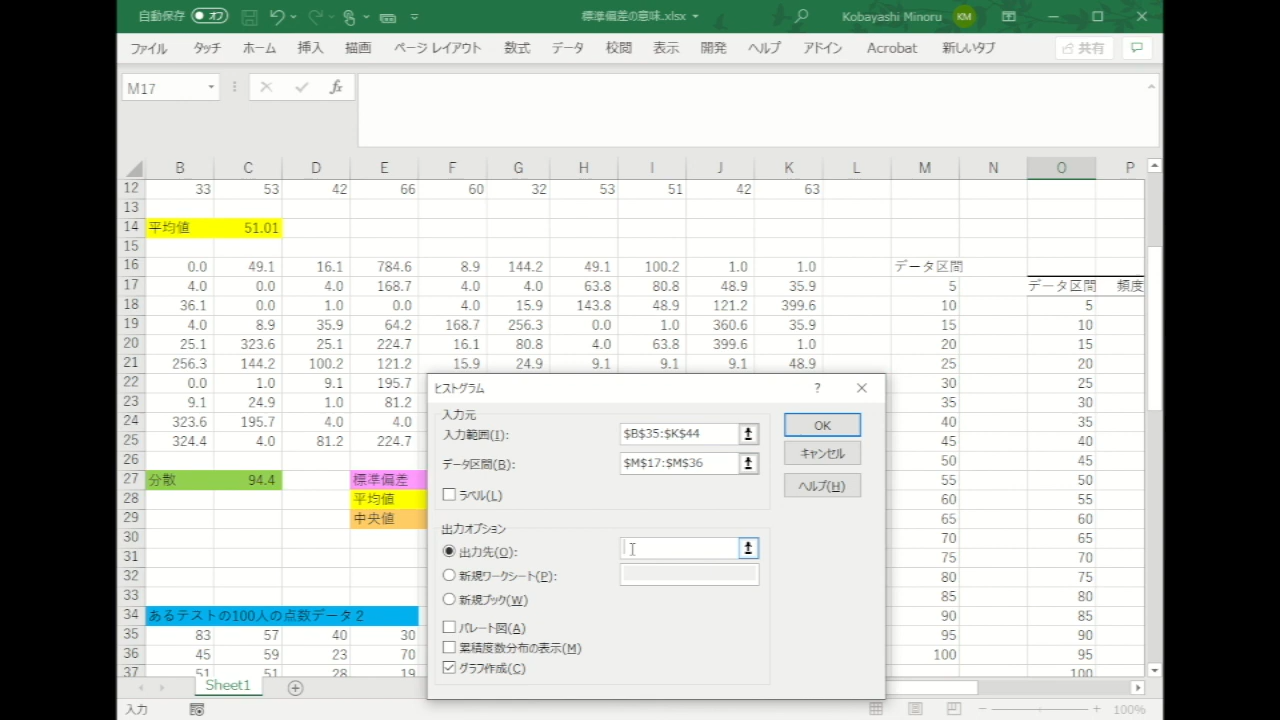 自動保存 オフ 標準偏差の意味.xlsx Kobayashi Minoru KM
ファイル タッチ ホーム 挿入 描画 ページ レイアウト 数式 データ 校閲 表示 開発 ヘルプ アドイン Acrobat 新しいタブ 共有
M17 fx
B C D E F G H I J K L M N O P
12 33 53 42 66 60 32 53 51 42 63
13
14 平均値 51.01
15
16 0.0 49.1 16.1 784.6 8.9 144.2 49.1 100.2 1.0 1.0 データ区間
17 4.0 0.0 4.0 168.7 4.0 4.0 63.8 80.8 48.9 35.9 5 データ区間 頻度
18 36.1 0.0 1.0 0.0 4.0 15.9 143.8 48.9 121.2 399.6 10 5
19 4.0 8.9 35.9 64.2 168.7 256.3 0.0 1.0 360.6 35.9 15 10
20 25.1 323.6 25.1 224.7 16.1 80.8 4.0 63.8 399.6 1.0 20 15
21 256.3 144.2 100.2 121.2 15.9 24.9 9.1 9.1 9.1 48.9 25 20
22 0.0 1.0 9.1 195.7 30 25
23 9.1 24.9 1.0 81.2 35 30
24 323.6 195.7 4.0 4.0 40 35
25 324.4 4.0 81.2 224.7 45 40
26 50 45
27 分散 94.4 標準偏差 55 50
28 平均値 60 55
29 中央値 65 60
30 70 65
31 75 70
32 80 75
33 85 80
34 あるテストの100人の点数データ２ 90 85
35 83 57 40 30 95 90
36 45 59 23 70 100 95
37 51 51 28 19 100
ヒストグラム ? ×
入力元
入力範囲(I): $B$35:$K$44 OK
データ区間(B): $M$17:$M$36 キャンセル
ラベル(L) ヘルプ(H)
出力オプション
出力先(O):
新規ワークシート(P):
新規ブック(W)
パレート図(A)
累積度数分布の表示(M)
グラフ作成(C)
Sheet1
入力 100%